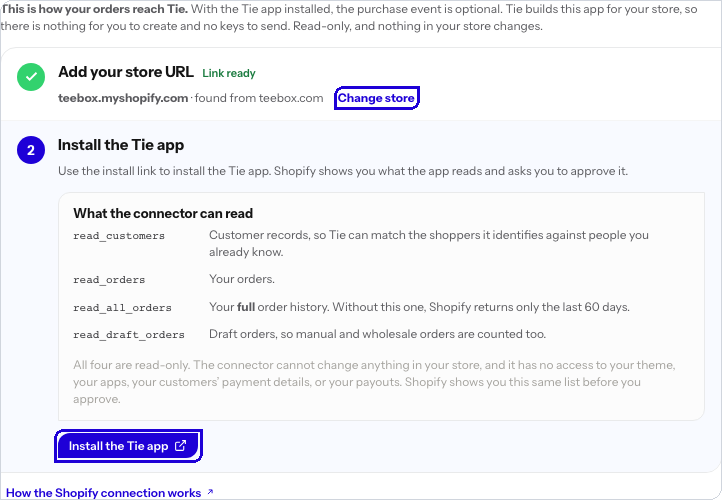 This is how your orders reach Tie. With the Tie app installed, the purchase event is optional. Tie builds this app for your store, so
there is nothing for you to create and no keys to send. Read-only, and nothing in your store changes.
Add your store URL Link ready
teebox.myshopify.com · found from teebox.com Change store
2 Install the Tie app
Use the install link to install the Tie app. Shopify shows you what the app reads and asks you to approve it.
What the connector can read
read_customers Customer records, so Tie can match the shoppers it identifies against people you
already know.
read_orders Your orders.
read_all_orders Your full order history. Without this one, Shopify returns only the last 60 days.
read_draft_orders Draft orders, so manual and wholesale orders are counted too.
All four are read-only. The connector cannot change anything in your store, and it has no access to your theme,
your apps, your customers' payment details, or your payouts. Shopify shows you this same list before you
approve.
Install the Tie app
How the Shopify connection works ↗